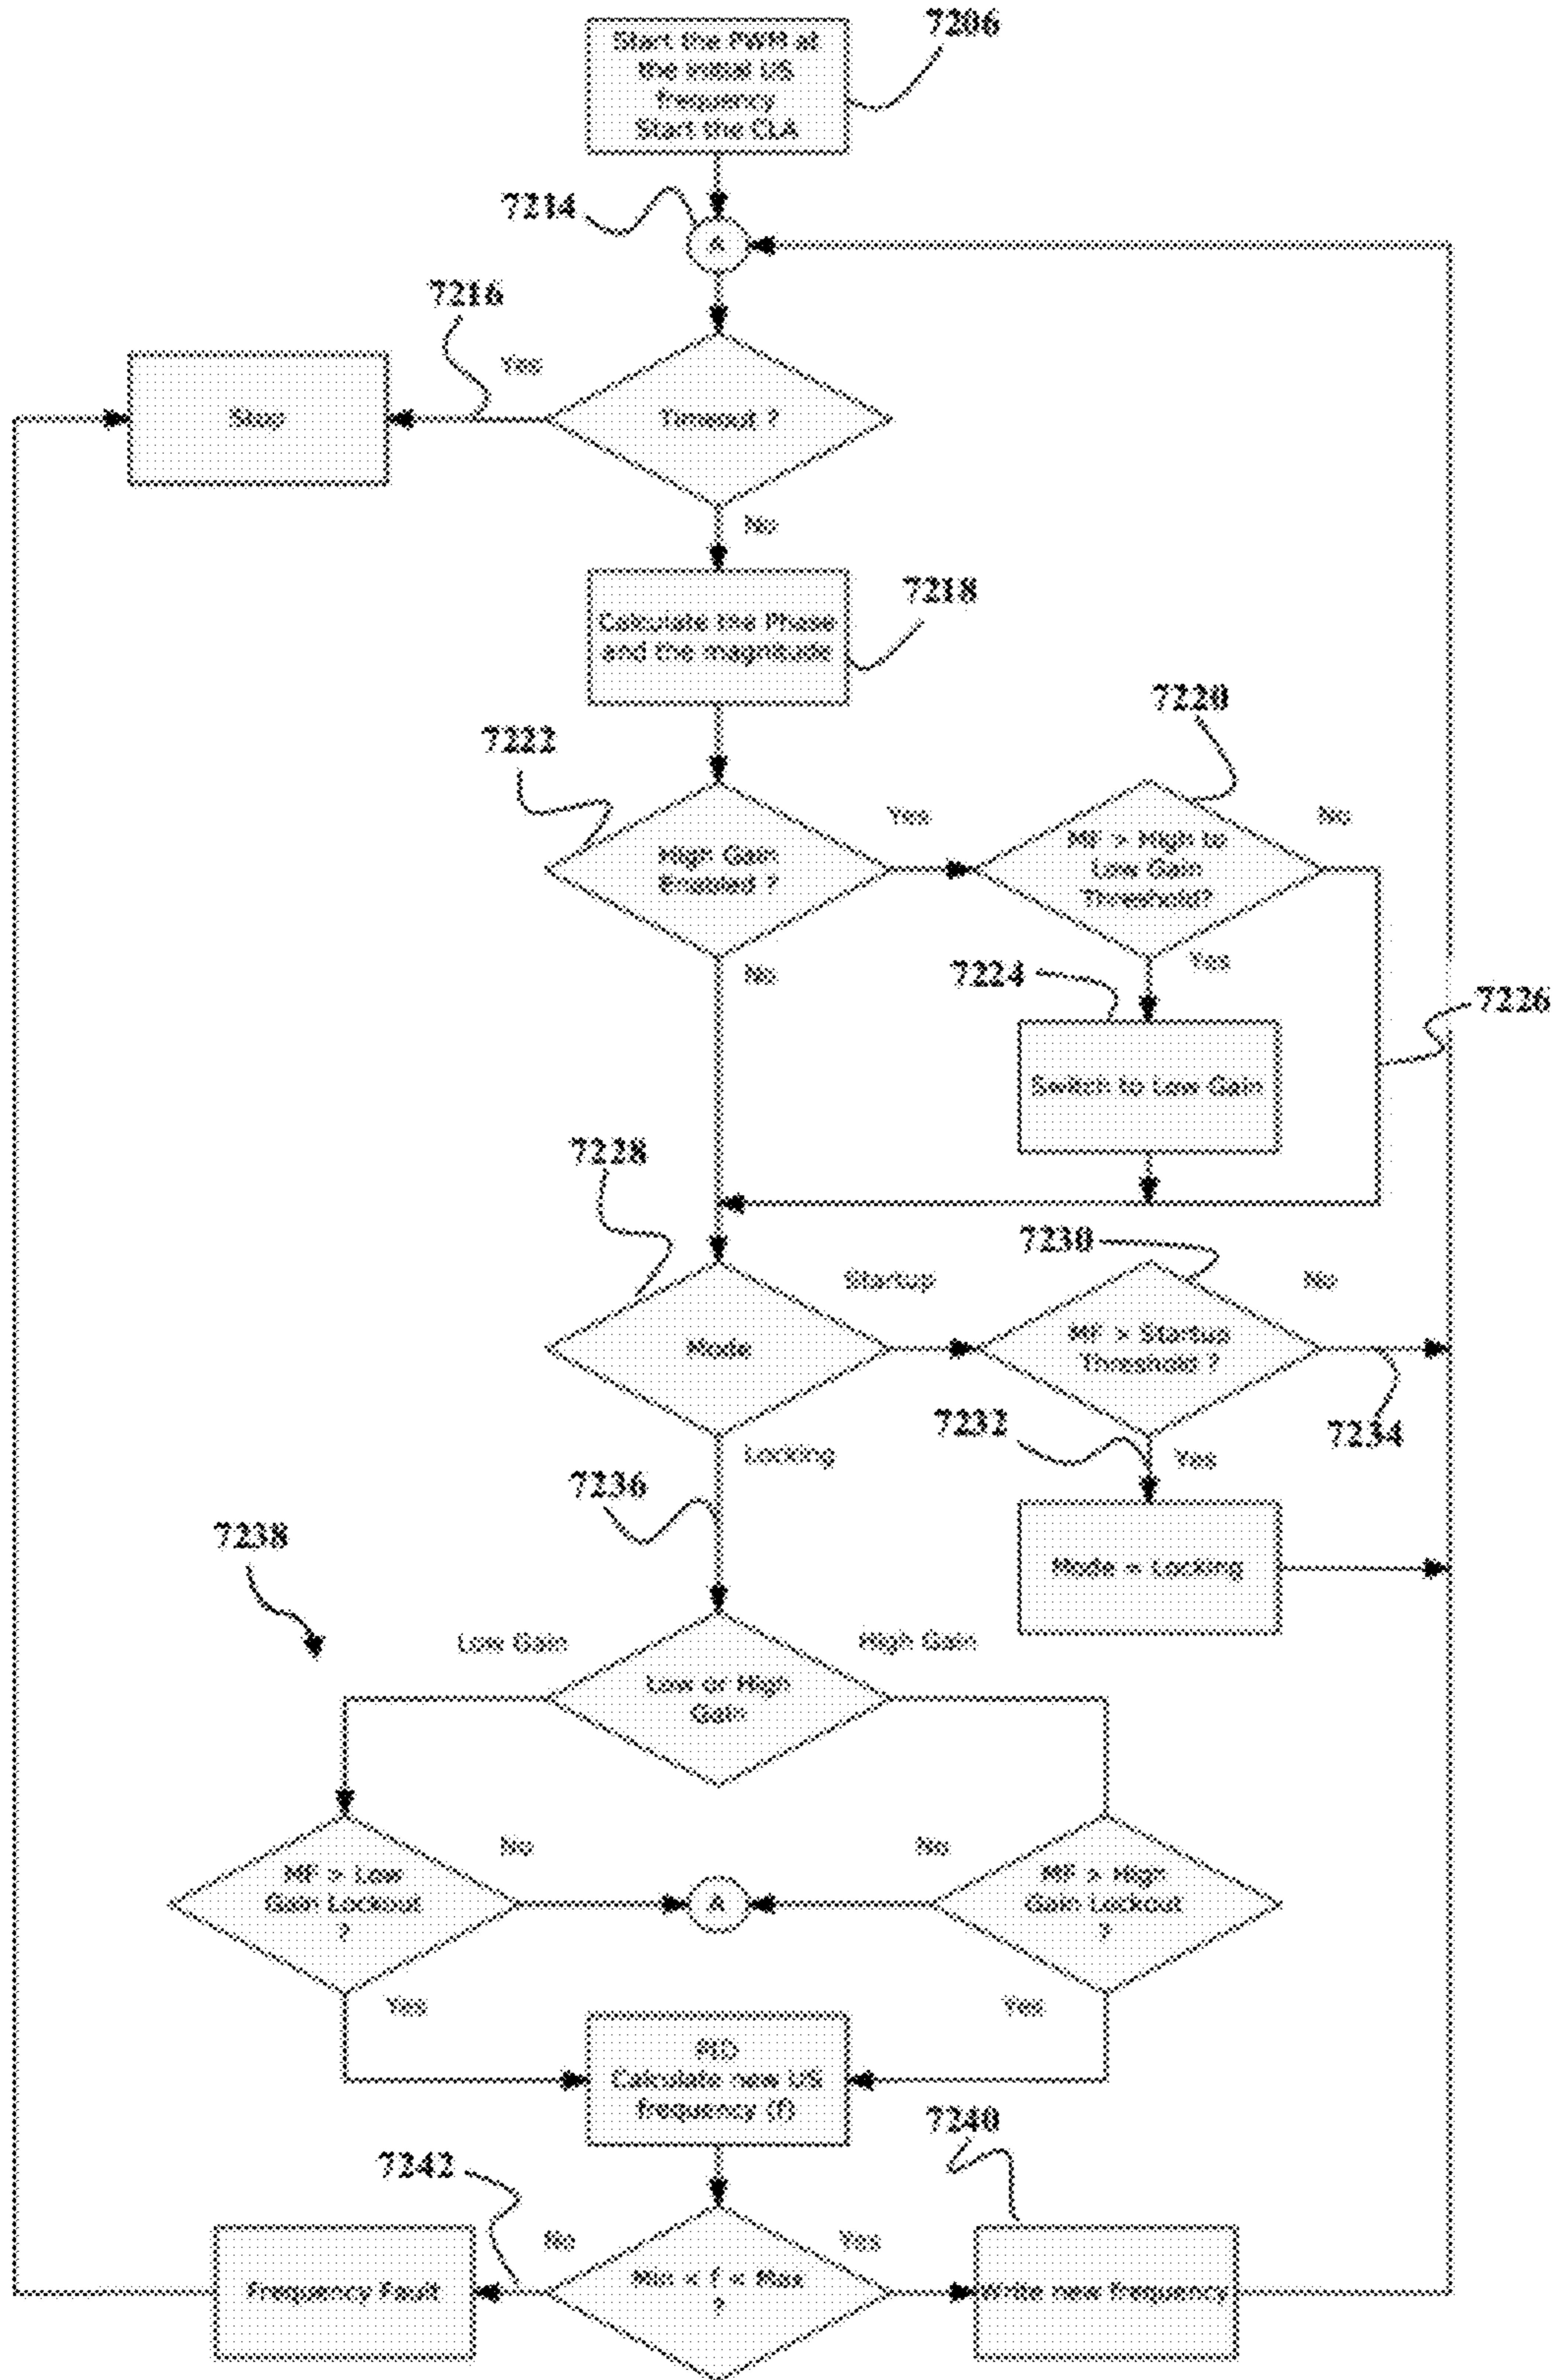 7206
Start the PWM at
the initial US
frequency
Start the CLA
7214
A
7216
Yes
Stop
Timeout ?
No
7218
Calculate the Phase
and the magnitude
7220
7222
Yes
No
High Gain
Enabled ?
MF > High to
Low Gain
Threshold?
No
Yes
7224
7226
Switch to Low Gain
7228
7230
Startup
No
Mode
MF > Startup
Threshold ?
7232
7234
Locking
Yes
7236
7238
Mode = Locking
Low Gain
High Gain
Low or High
Gain
No
No
MF > Low
Gain Lockout
?
A
MF > High
Gain Lockout
?
Yes
Yes
PID
Calculate new US
frequency (f)
7240
7242
No
Yes
Frequency Fault
Min < f < Max
?
Write new frequency